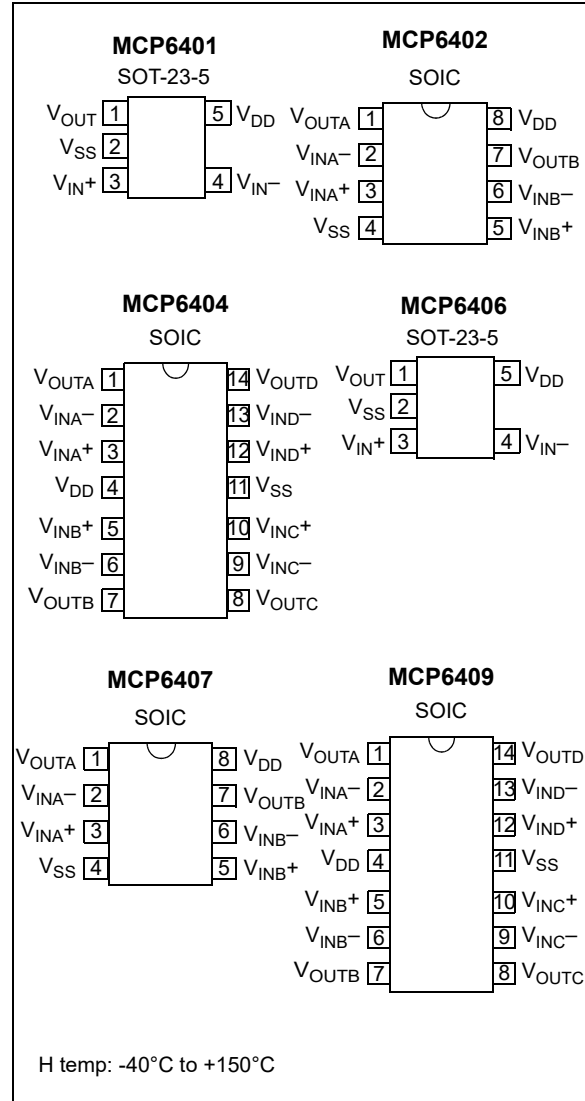 MCP6401
SOT-23-5
VOUT 1 5 VDD
VSS 2
VIN+ 3 4 VIN–
MCP6402
SOIC
VOUTA 1 8 VDD
VINA– 2 7 VOUTB
VINA+ 3 6 VINB–
VSS 4 5 VINB+
MCP6404
SOIC
VOUTA 1 14 VOUTD
VINA– 2 13 VIND–
VINA+ 3 12 VIND+
VDD 4 11 VSS
VINB+ 5 10 VINC+
VINB– 6 9 VINC–
VOUTB 7 8 VOUTC
MCP6406
SOT-23-5
VOUT 1 5 VDD
VSS 2
VIN+ 3 4 VIN–
MCP6407
SOIC
VOUTA 1 8 VDD
VINA– 2 7 VOUTB
VINA+ 3 6 VINB–
VSS 4 5 VINB+
MCP6409
SOIC
VOUTA 1 14 VOUTD
VINA– 2 13 VIND–
VINA+ 3 12 VIND+
VDD 4 11 VSS
VINB+ 5 10 VINC+
VINB– 6 9 VINC–
VOUTB 7 8 VOUTC
H temp: -40°C to +150°C